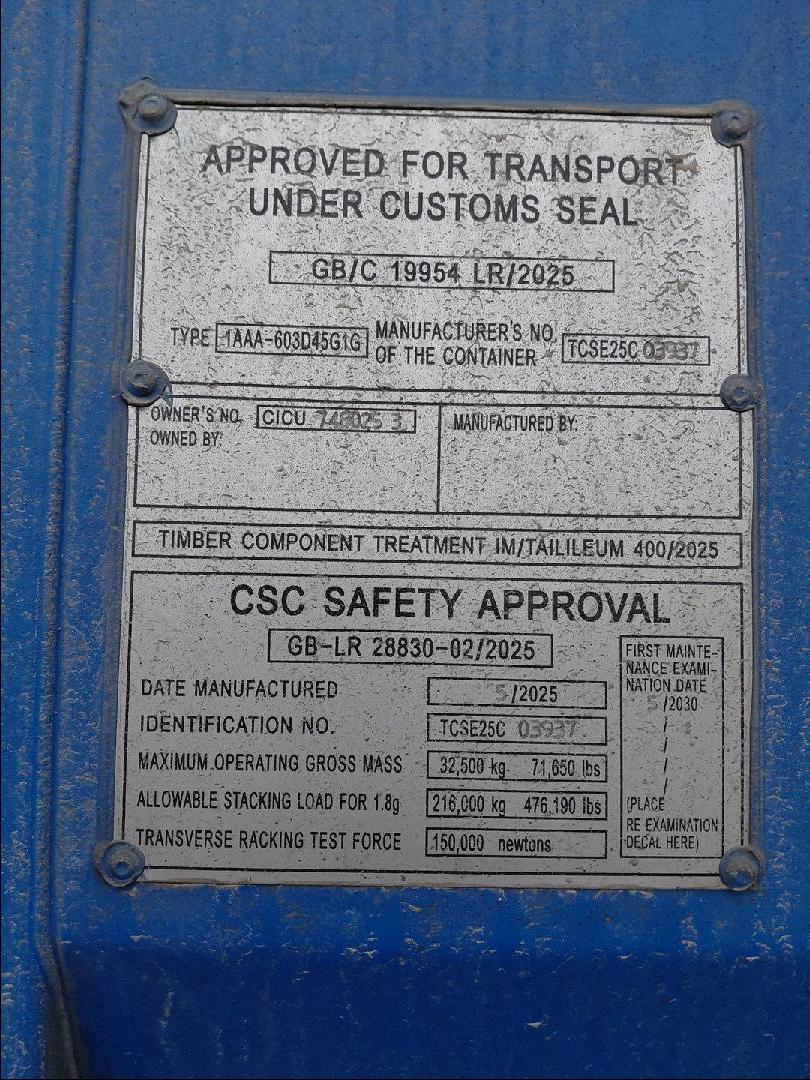 APPROVED FOR TRANSPORT
UNDER CUSTOMS SEAL
GB/C 19954 LR/2025
TYPE 1AAA-603D45G1G MANUFACTURER'S NO. OF THE CONTAINER TCSE25C 03937
OWNER'S NO. CICU 748025 3
OWNED BY:
MANUFACTURED BY:
TIMBER COMPONENT TREATMENT IM/TAILILEUM 400/2025
CSC SAFETY APPROVAL
GB-LR 28830-02/2025
DATE MANUFACTURED 5/2025
IDENTIFICATION NO. TCSE25C 03937
MAXIMUM OPERATING GROSS MASS 32,500 kg 71,650 lbs
ALLOWABLE STACKING LOAD FOR 1.8g 216,000 kg 476,190 lbs
TRANSVERSE RACKING TEST FORCE 150,000 newtons
FIRST MAINTE-
NANCE EXAMI-
NATION DATE
5/2030
/
/
/
/
(PLACE
RE EXAMINATION
DECAL HERE)